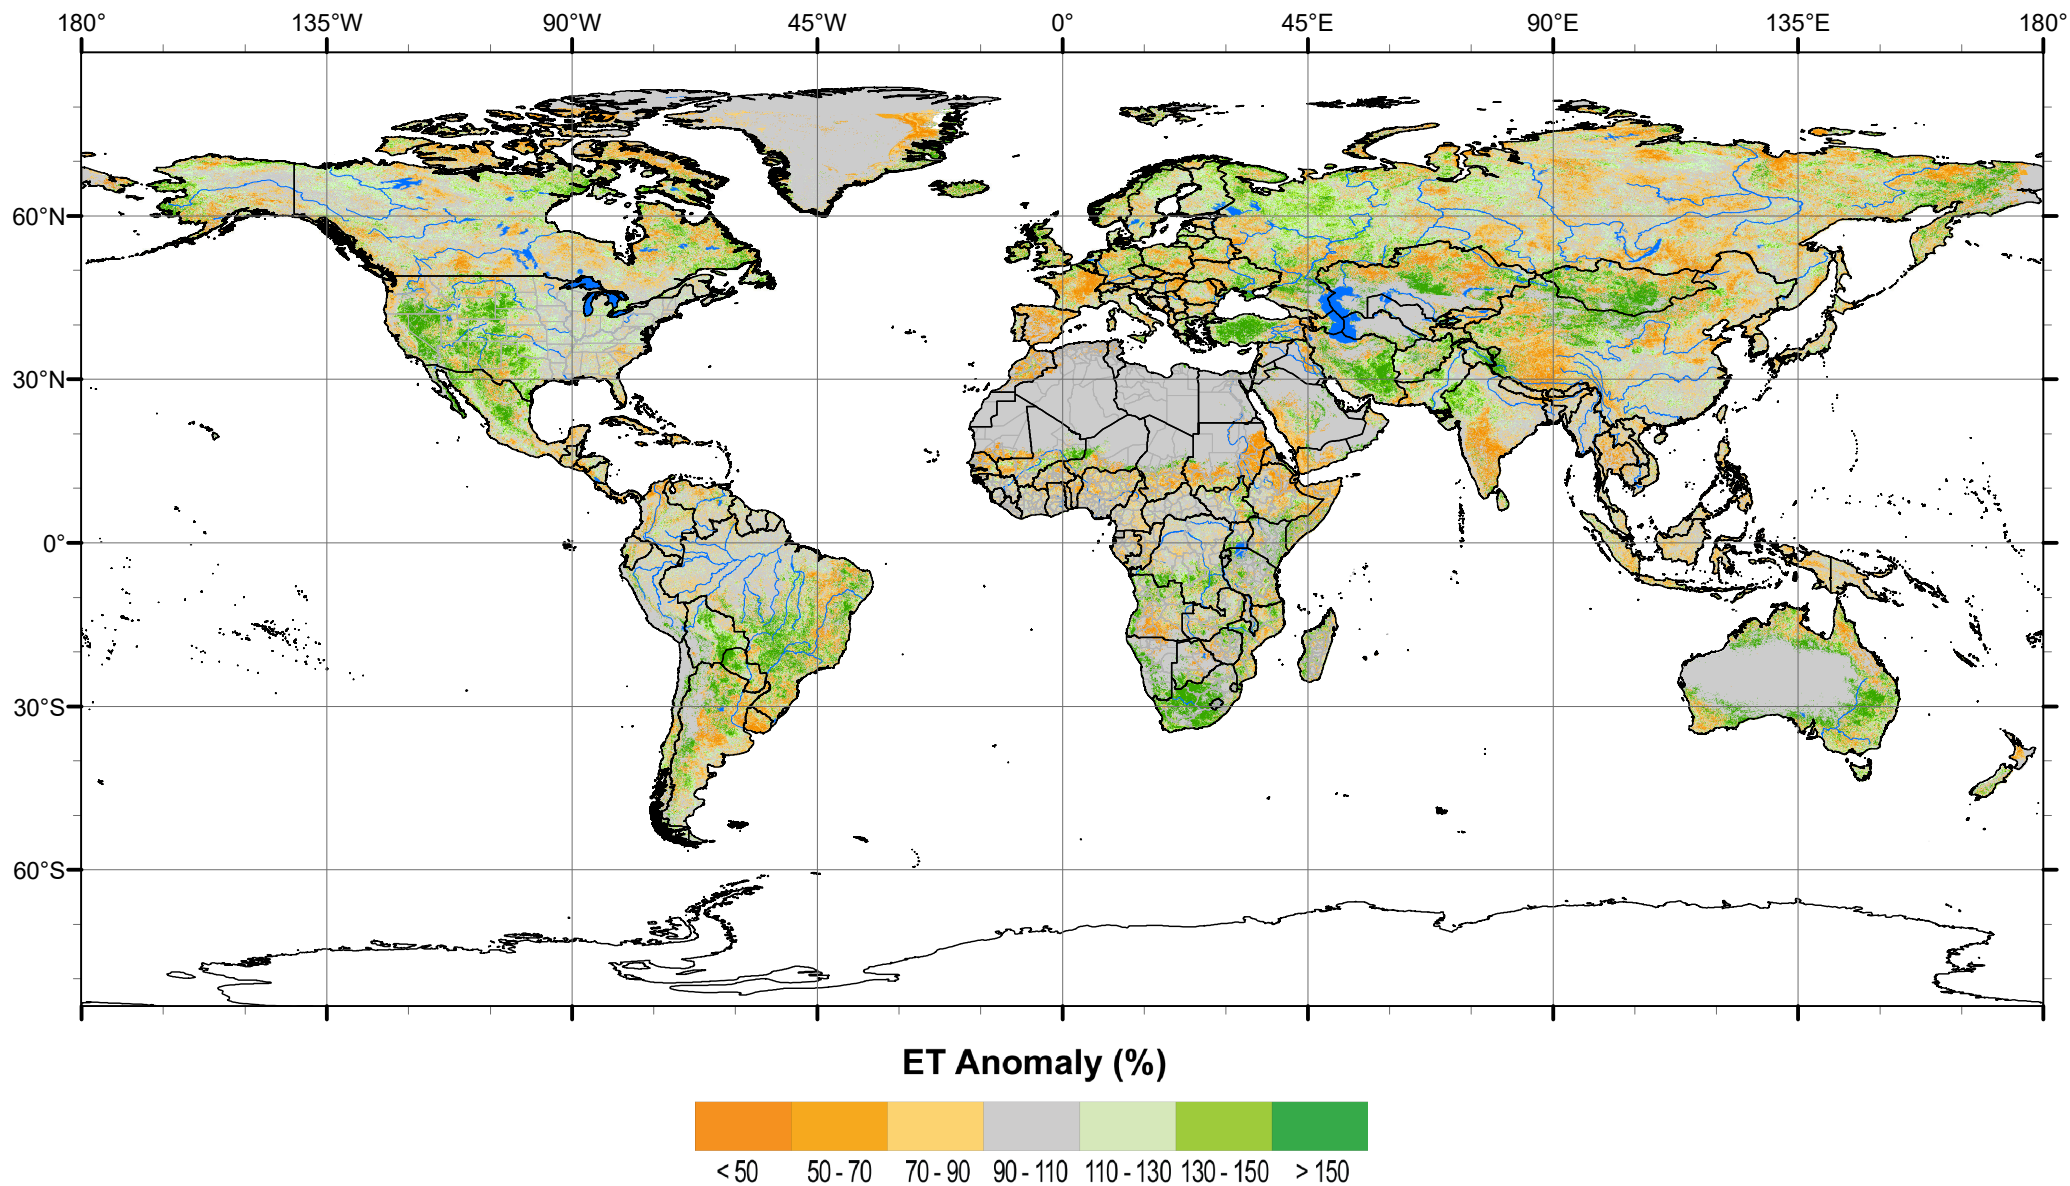 180° 135°W 90°W 45°W 0° 45°E 90°E 135°E 180°
60°N
30°N
0°
30°S
60°S
ET Anomaly (%)
< 50 50 - 70 70 - 90 90 - 110 110 - 130 130 - 150 > 150